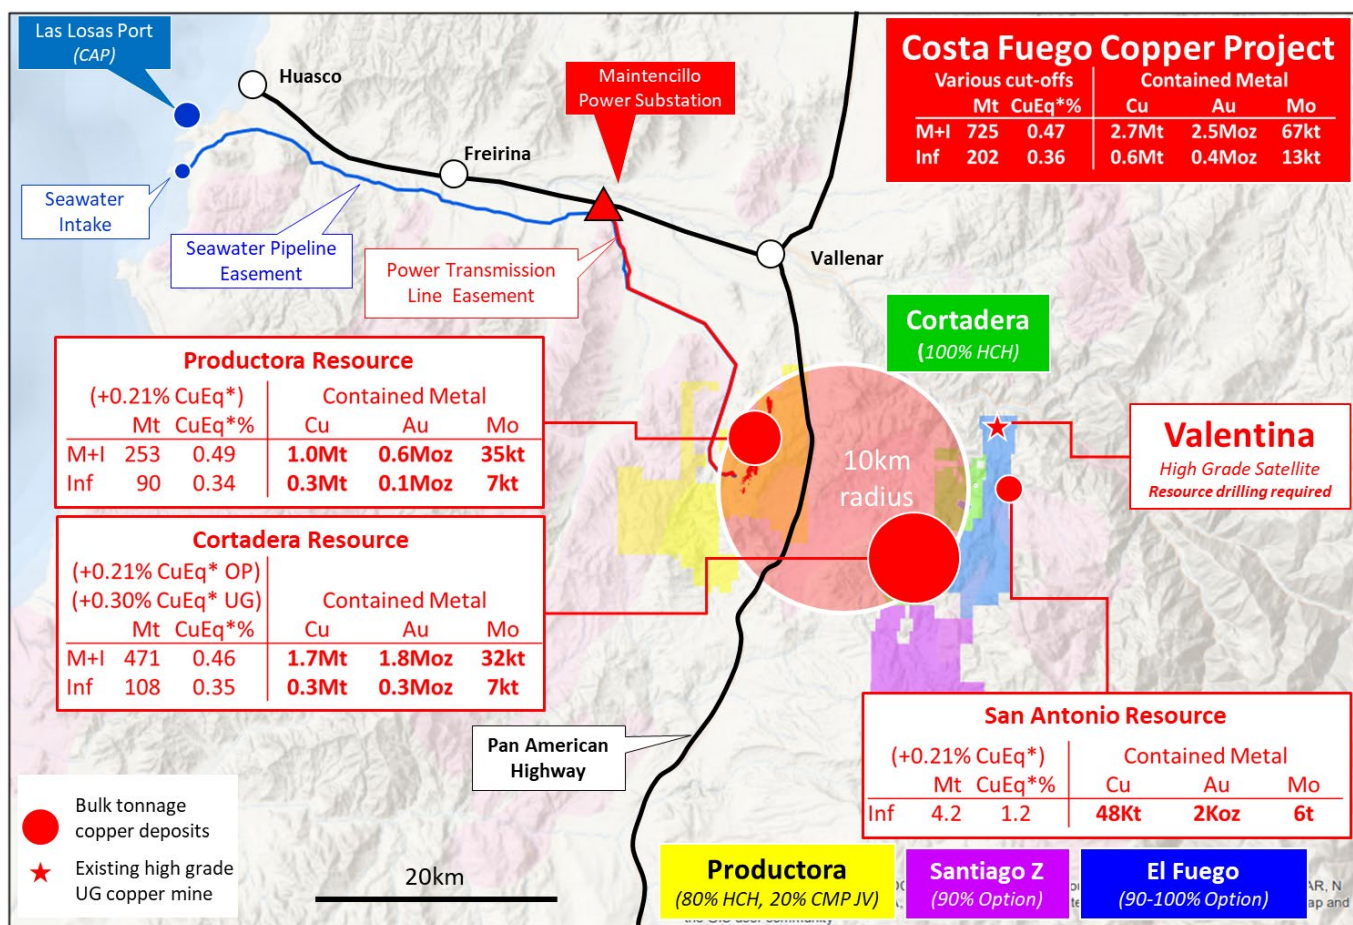 Las Losas Port
(CAP)
Huasco
Maintencillo
Power Substation
Costa Fuego Copper Project
Various cut-offs Contained Metal
Mt CuEq*% Cu Au Mo
M+I 725 0.47 2.7Mt 2.5Moz 67kt
Inf 202 0.36 0.6Mt 0.4Moz 13kt
Freirina
Seawater
Intake
Seawater Pipeline
Easement
Power Transmission
Line Easement
Vallenar
Cortadera
(100% HCH)
Productora Resource
(+0.21% CuEq*) Contained Metal
Mt CuEq*% Cu Au Mo
M+I 253 0.49 1.0Mt 0.6Moz 35kt
Inf 90 0.34 0.3Mt 0.1Moz 7kt
10km
radius
Valentina
High Grade Satellite
Resource drilling required
Cortadera Resource
(+0.21% CuEq* OP)
(+0.30% CuEq* UG) Contained Metal
Mt CuEq*% Cu Au Mo
M+I 471 0.46 1.7Mt 1.8Moz 32kt
Inf 108 0.35 0.3Mt 0.3Moz 7kt
San Antonio Resource
(+0.21% CuEq*) Contained Metal
Mt CuEq*% Cu Au Mo
Inf 4.2 1.2 48Kt 2Koz 6t
Pan American
Highway
Bulk tonnage
copper deposits
Existing high grade
UG copper mine
20km
Productora
(80% HCH, 20% CMP JV)
Santiago Z
(90% Option)
El Fuego
(90-100% Option)
AR, N
ap and